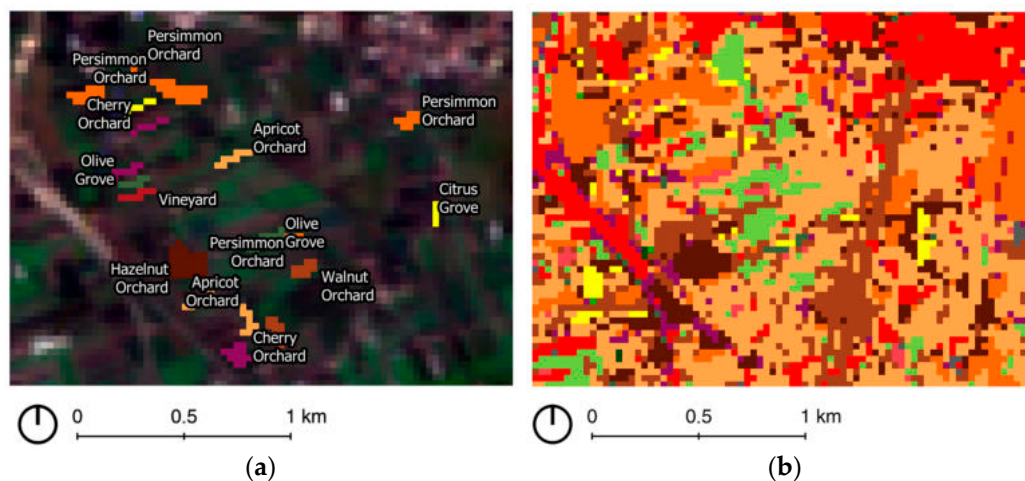 Persimmon
Orchard
Persimmon
Orchard
Cherry
Orchard
Persimmon
Orchard
Apricot
Orchard
Olive
Grove
Vineyard
Citrus
Grove
Olive
Grove
Persimmon
Orchard
Hazelnut
Orchard
Apricot
Orchard
Walnut
Orchard
Cherry
Orchard
0 0.5 1 km
0 0.5 1 km
(a)
(b)